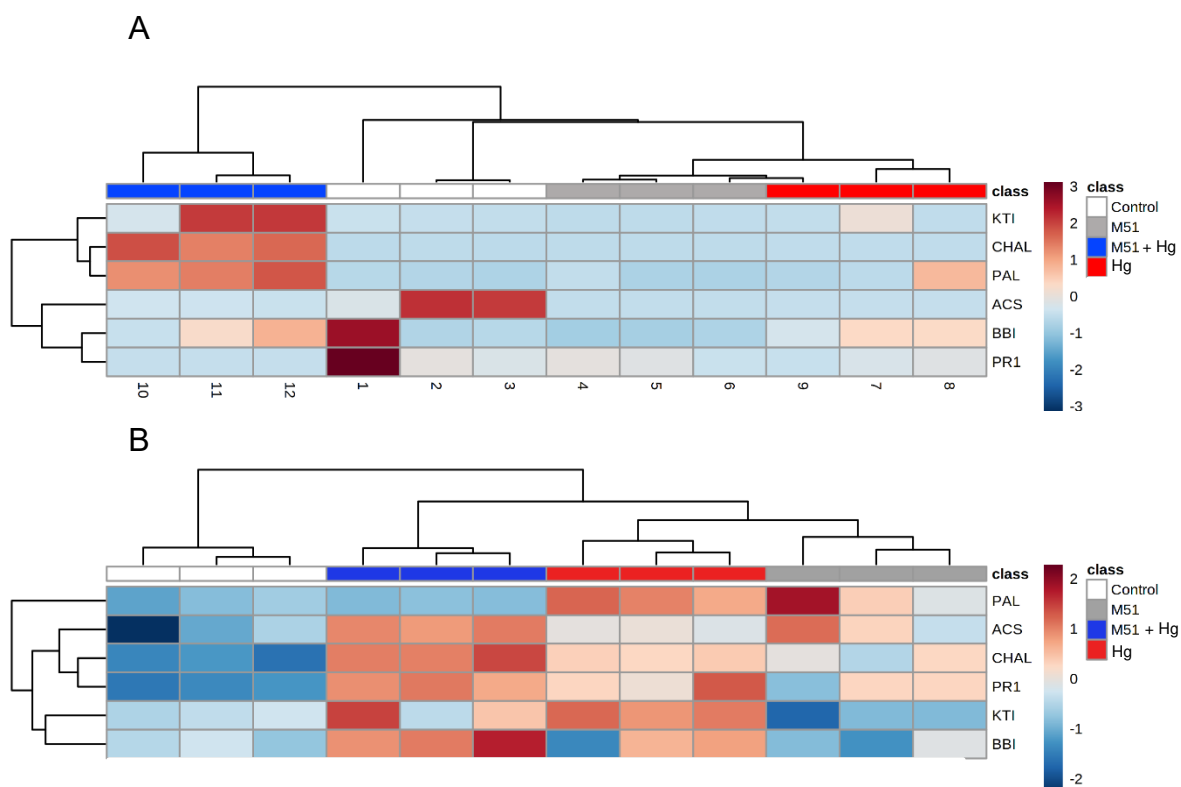 A
class
KTI
CHAL
PAL
ACS
BBI
PR1
10 11 12 1 2 3 4 5 6 9 7 8
3
2
1
0
-1
-2
-3
class
Control
M51
M51 + Hg
Hg
B
class
PAL
ACS
CHAL
PR1
KTI
BBI
2
1
0
-1
-2
class
Control
M51
M51 + Hg
Hg